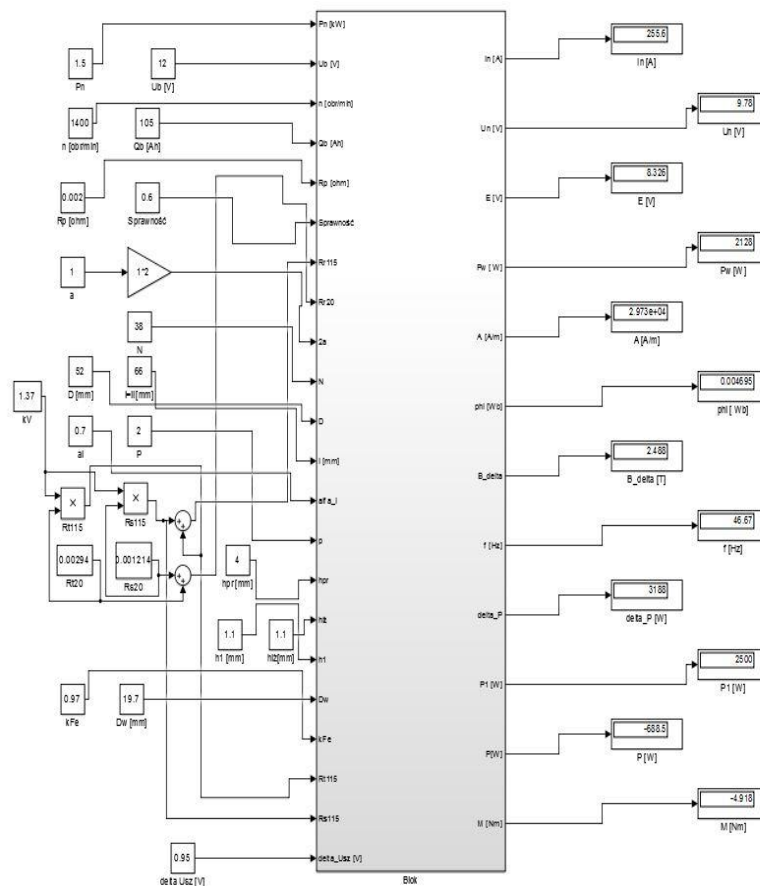 1.5
Pn
12
Ub [V]
1400
n [obr/min]
105
Qb [Ah]
0.002
Rp [ohm]
0.6
Sprawność
1
a
1*2
38
N
52
D [mm]
66
1.37
kV
0.7
2
P
×
Rt115
×
Rs115
0.00294
Rt20
0.001214
Rs20
4
hpr [mm]
1.1
h1 [mm]
1.1
hlz[mm]
0.97
kFe
19.7
Dw [mm]
0.95
delta Usz [V]
Pn [kW]
Ub [V]
n [obr/min]
Qb [Ah]
Rp [ohm]
Sprawność
Rr115
Rr20
2a
N
D
l [mm]
alfa_i
p
hpr
hlz
h1
Dw
kFe
Rt115
Rs115
delta_Usz [V]
In [A]
Un [V]
E [V]
Pw [W]
A [A/m]
phi [Wb]
B_delta [T]
f [Hz]
delta_P [W]
P1 [W]
P[W]
M [Nm]
Blok
255.6
In [A]
9.78
Un [V]
8.326
E [V]
2128
Pw [W]
2.973e+04
A [A/m]
0.004695
phi [Wb]
2.488
B_delta [T]
46.67
f [Hz]
3188
delta_P [W]
2500
P1 [W]
-688.5
P [W]
-4.918
M [Nm]